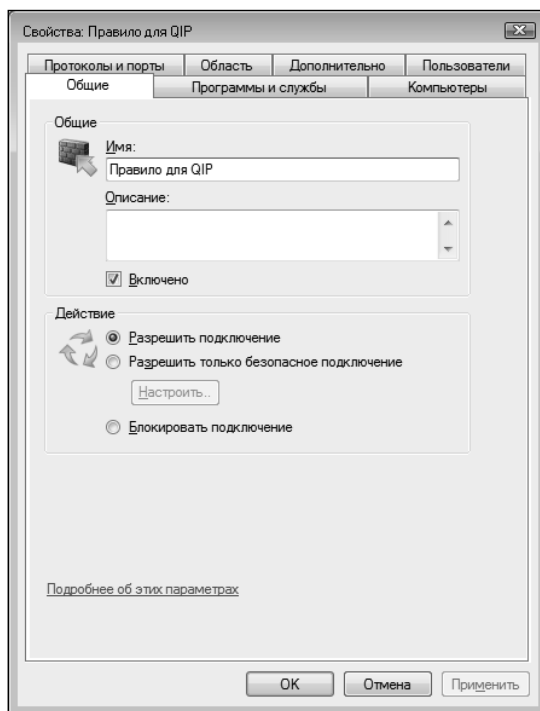 Свойства: Правило для QIP
Протоколы и порты Область Дополнительно Пользователи
Общие Программы и службы Компьютеры
Общие
Имя:
Правило для QIP
Описание:
Включено
Действие
Разрешить подключение
Разрешить только безопасное подключение
Настроить..
Блокировать подключение
Подробнее об этих параметрах
OK Отмена Применить